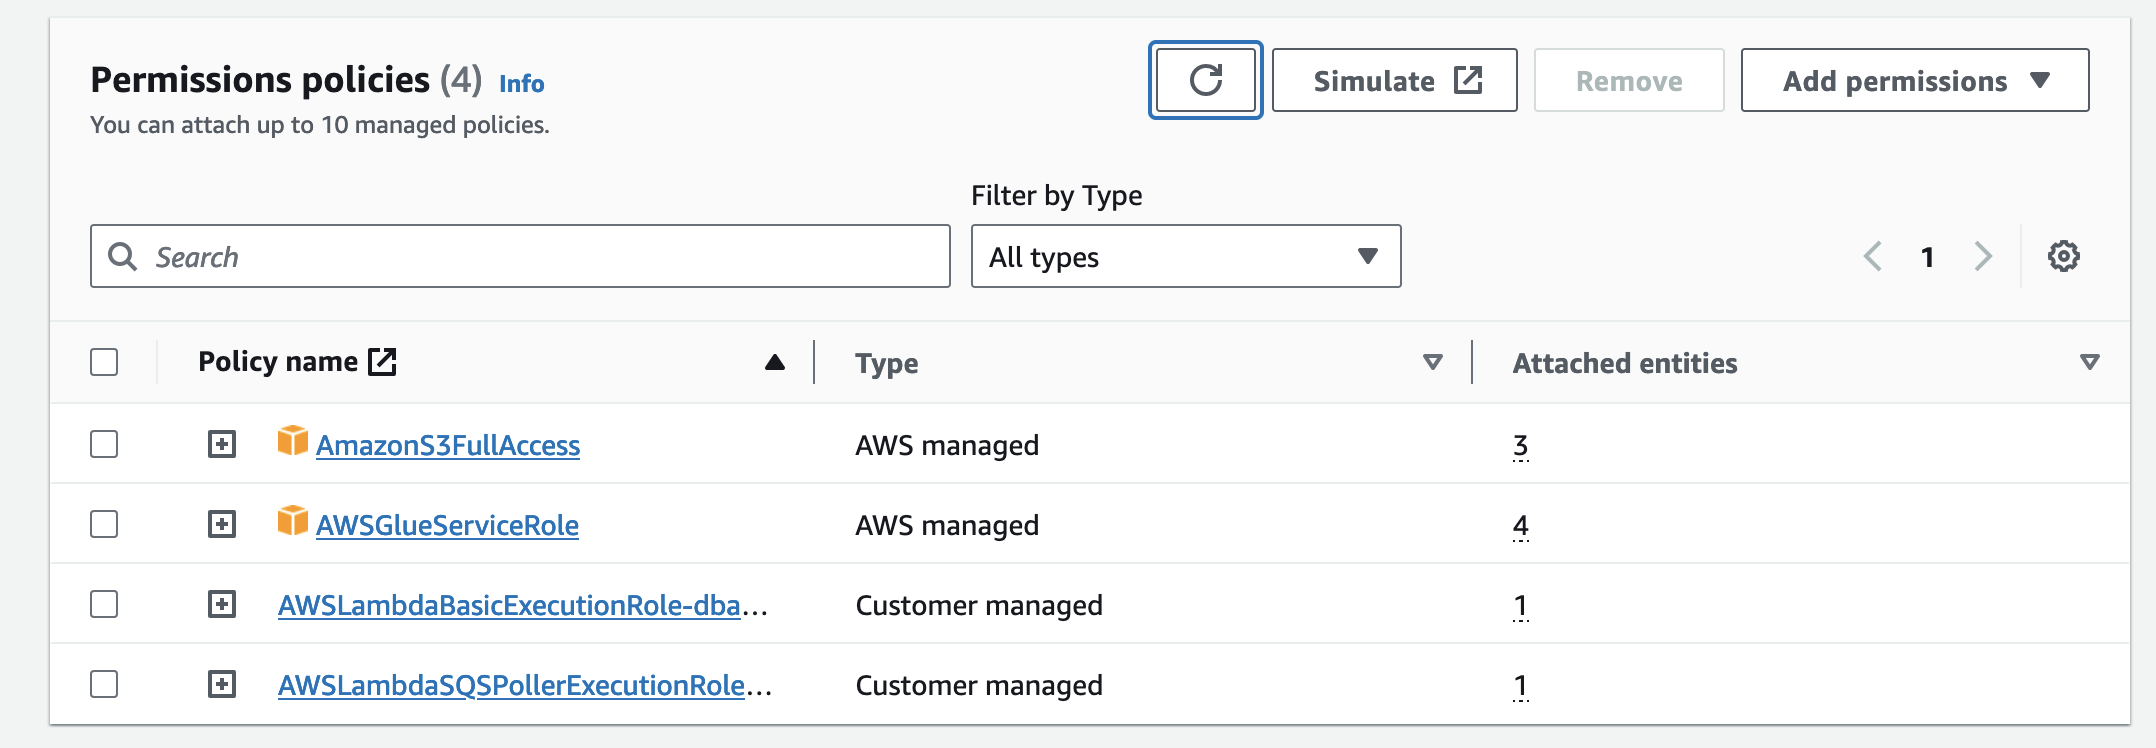 Permissions policies (4) Info
You can attach up to 10 managed policies.
Simulate
Remove
Add permissions
Filter by Type
Search
All types
1
Policy name
Type
Attached entities
AmazonS3FullAccess
AWS managed
3
AWSGlueServiceRole
AWS managed
4
AWSLambdaBasicExecutionRole-dba...
Customer managed
1
AWSLambdaSQSPollerExecutionRole...
Customer managed
1